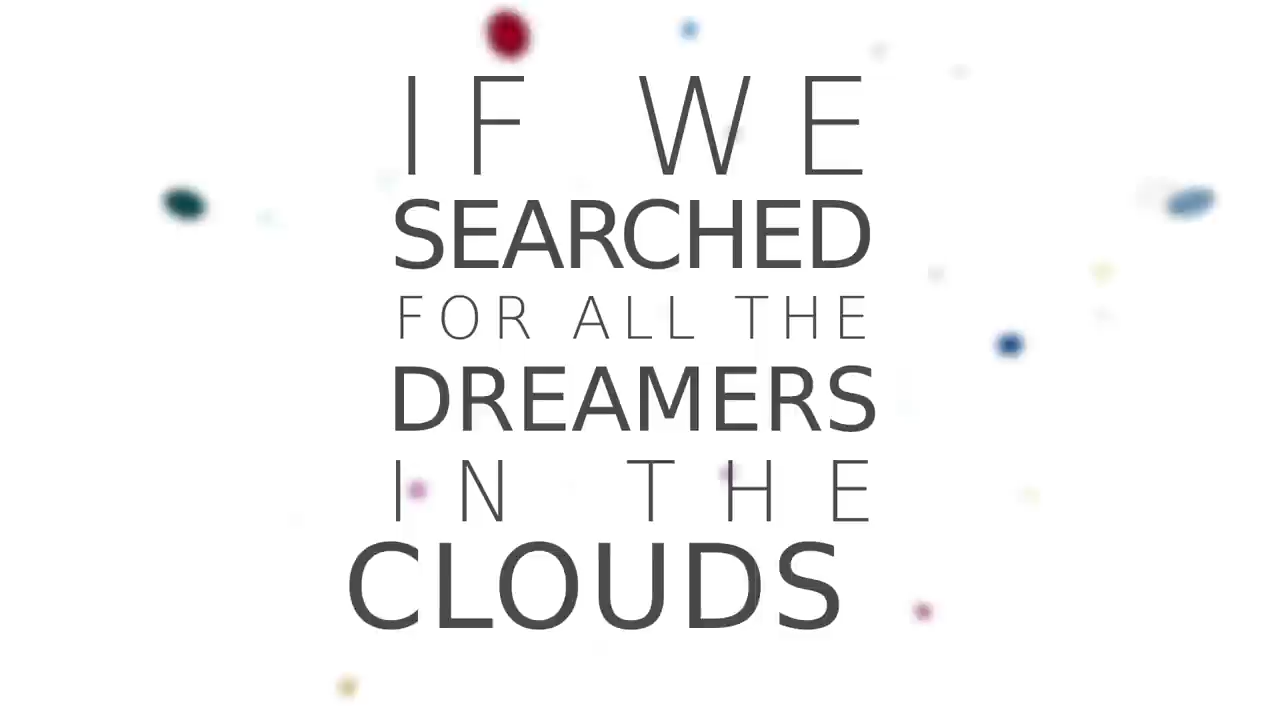 IF WE
SEARCHED
FOR ALL THE
DREAMERS
IN THE
CLOUDS